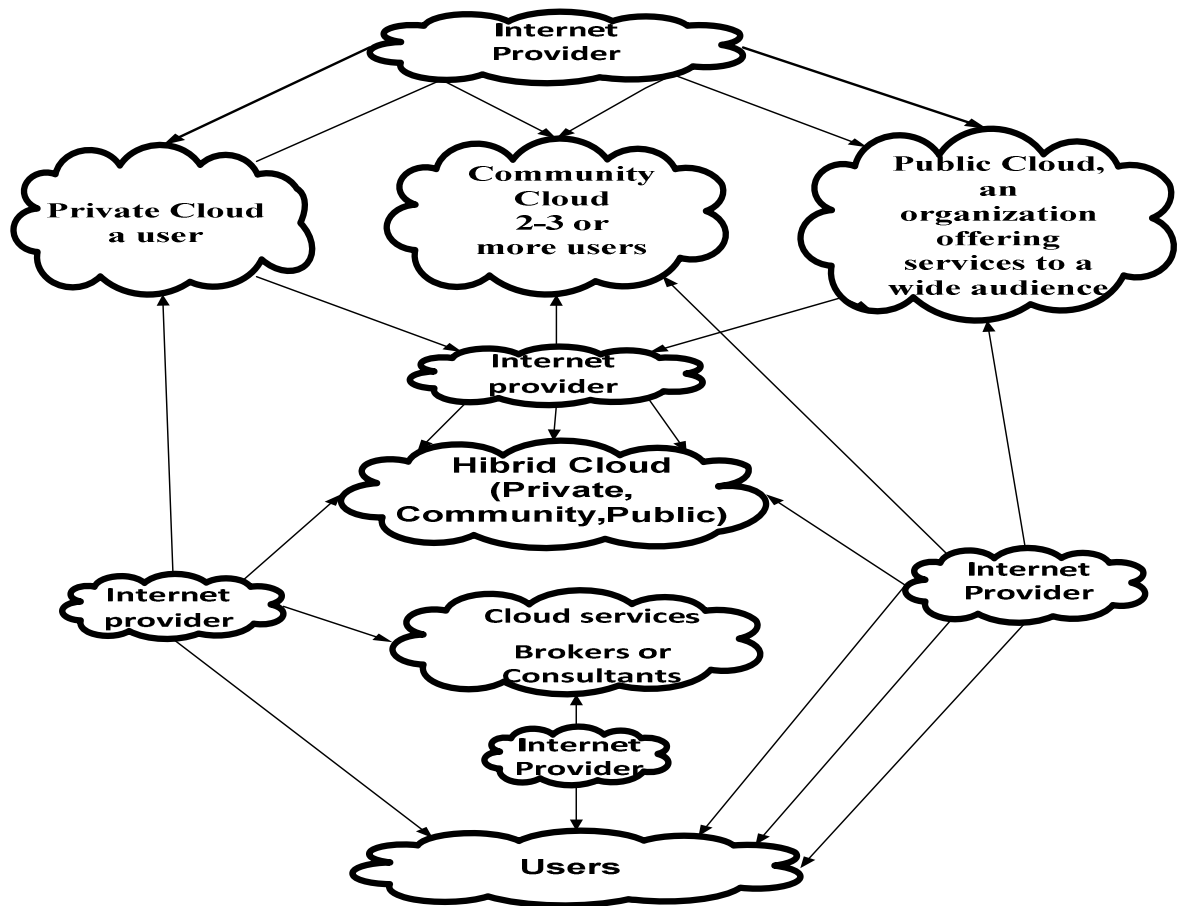 Internet
Provider
Private Cloud
a user
Community
Cloud
2-3 or
more users
Public Cloud,
an
organization
offering
services to a
wide audience
Internet
provider
Hibrid Cloud
(Private,
Community,Public)
Internet
provider
Internet
Provider
Cloud services
Brokers or
Consultants
Internet
Provider
Users